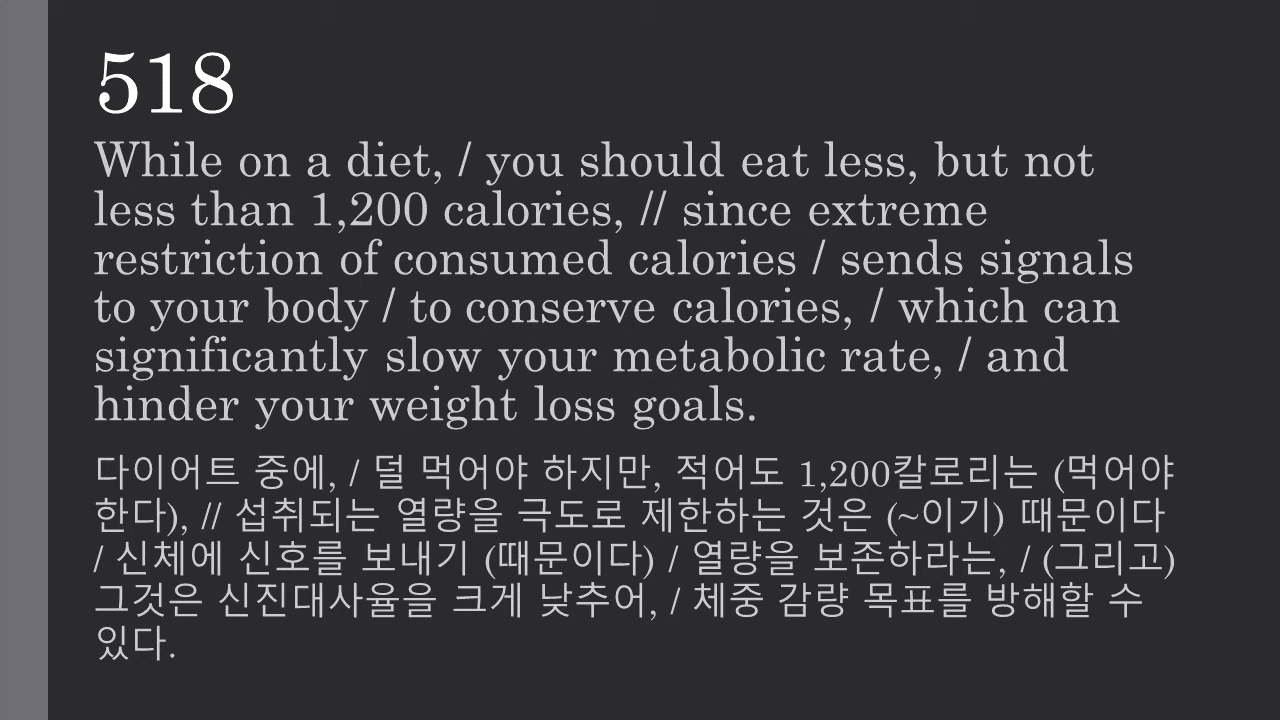 518
While on a diet, / you should eat less, but not
less than 1,200 calories, // since extreme
restriction of consumed calories / sends signals
to your body / to conserve calories, / which can
significantly slow your metabolic rate, / and
hinder your weight loss goals.
다이어트 중에, / 덜 먹어야 하지만, 적어도 1,200칼로리는 (먹어야
한다), // 섭취되는 열량을 극도로 제한하는 것은 (~이기) 때문이다
/ 신체에 신호를 보내기 (때문이다) / 열량을 보존하라는, / (그리고)
그것은 신진대사율을 크게 낮추어, / 체중 감량 목표를 방해할 수
있다.